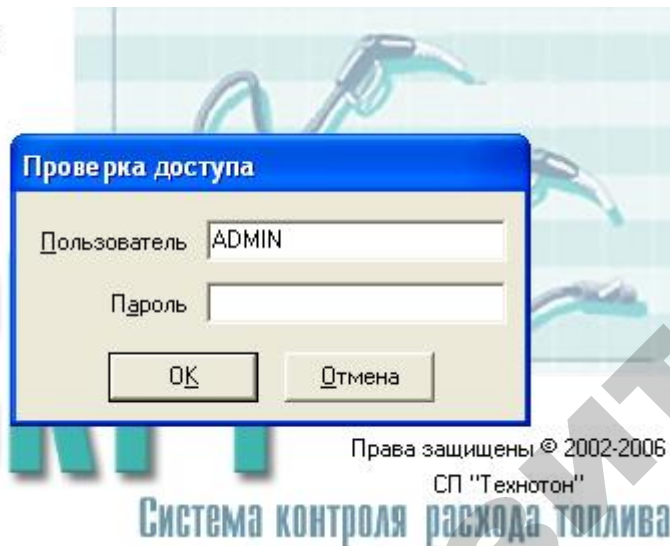 Проверка доступа
Пользователь ADMIN
Пароль
OK Отмена
Права защищены © 2002-2006
СП "Технотон"
Система контроля расхода топлива